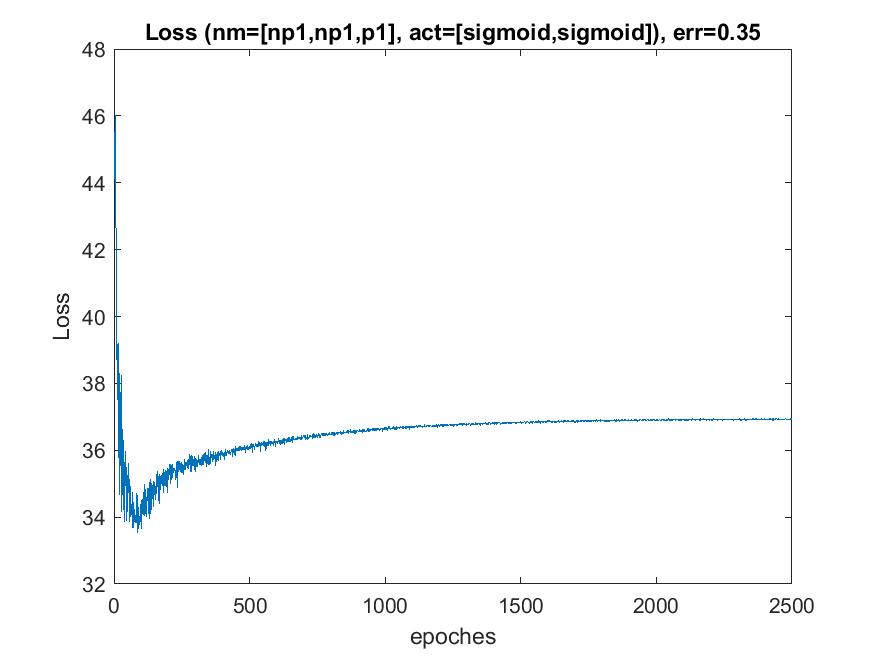 Loss (nm=[np1,np1,p1], act=[sigmoid,sigmoid]), err=0.35
48
46
44
42
40
38
36
34
32
Loss
0 500 1000 1500 2000 2500
epoches